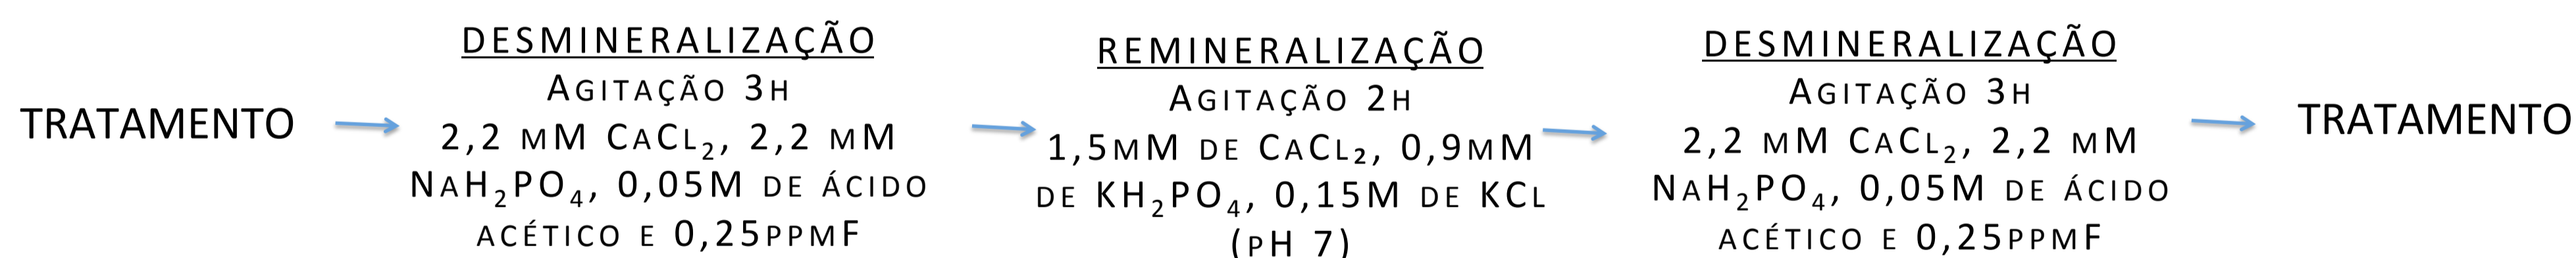 TRATAMENTO
DESMINERALIZAÇÃO
AGITAÇÃO 3H
2,2 MM CACL₂, 2,2 MM
NAH₂PO₄, 0,05M DE ÁCIDO
ACÉTICO E 0,25PPMF
REMINERALIZAÇÃO
AGITAÇÃO 2H
1,5MM DE CACL₂, 0,9MM
DE KH₂PO₄, 0,15M DE KCL
(PH 7)
DESMINERALIZAÇÃO
AGITAÇÃO 3H
2,2 MM CACL₂, 2,2 MM
NAH₂PO₄, 0,05M DE ÁCIDO
ACÉTICO E 0,25PPMF
TRATAMENTO